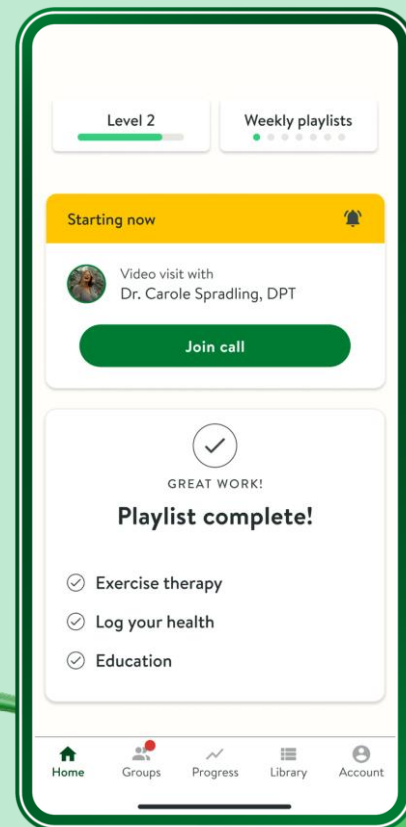 Level 2
Weekly playlists
Starting now
Video visit with
Dr. Carole Spradling, DPT
Join call
GREAT WORK!
Playlist complete!
Exercise therapy
Log your health
Education
Home
Groups
Progress
Library
Account